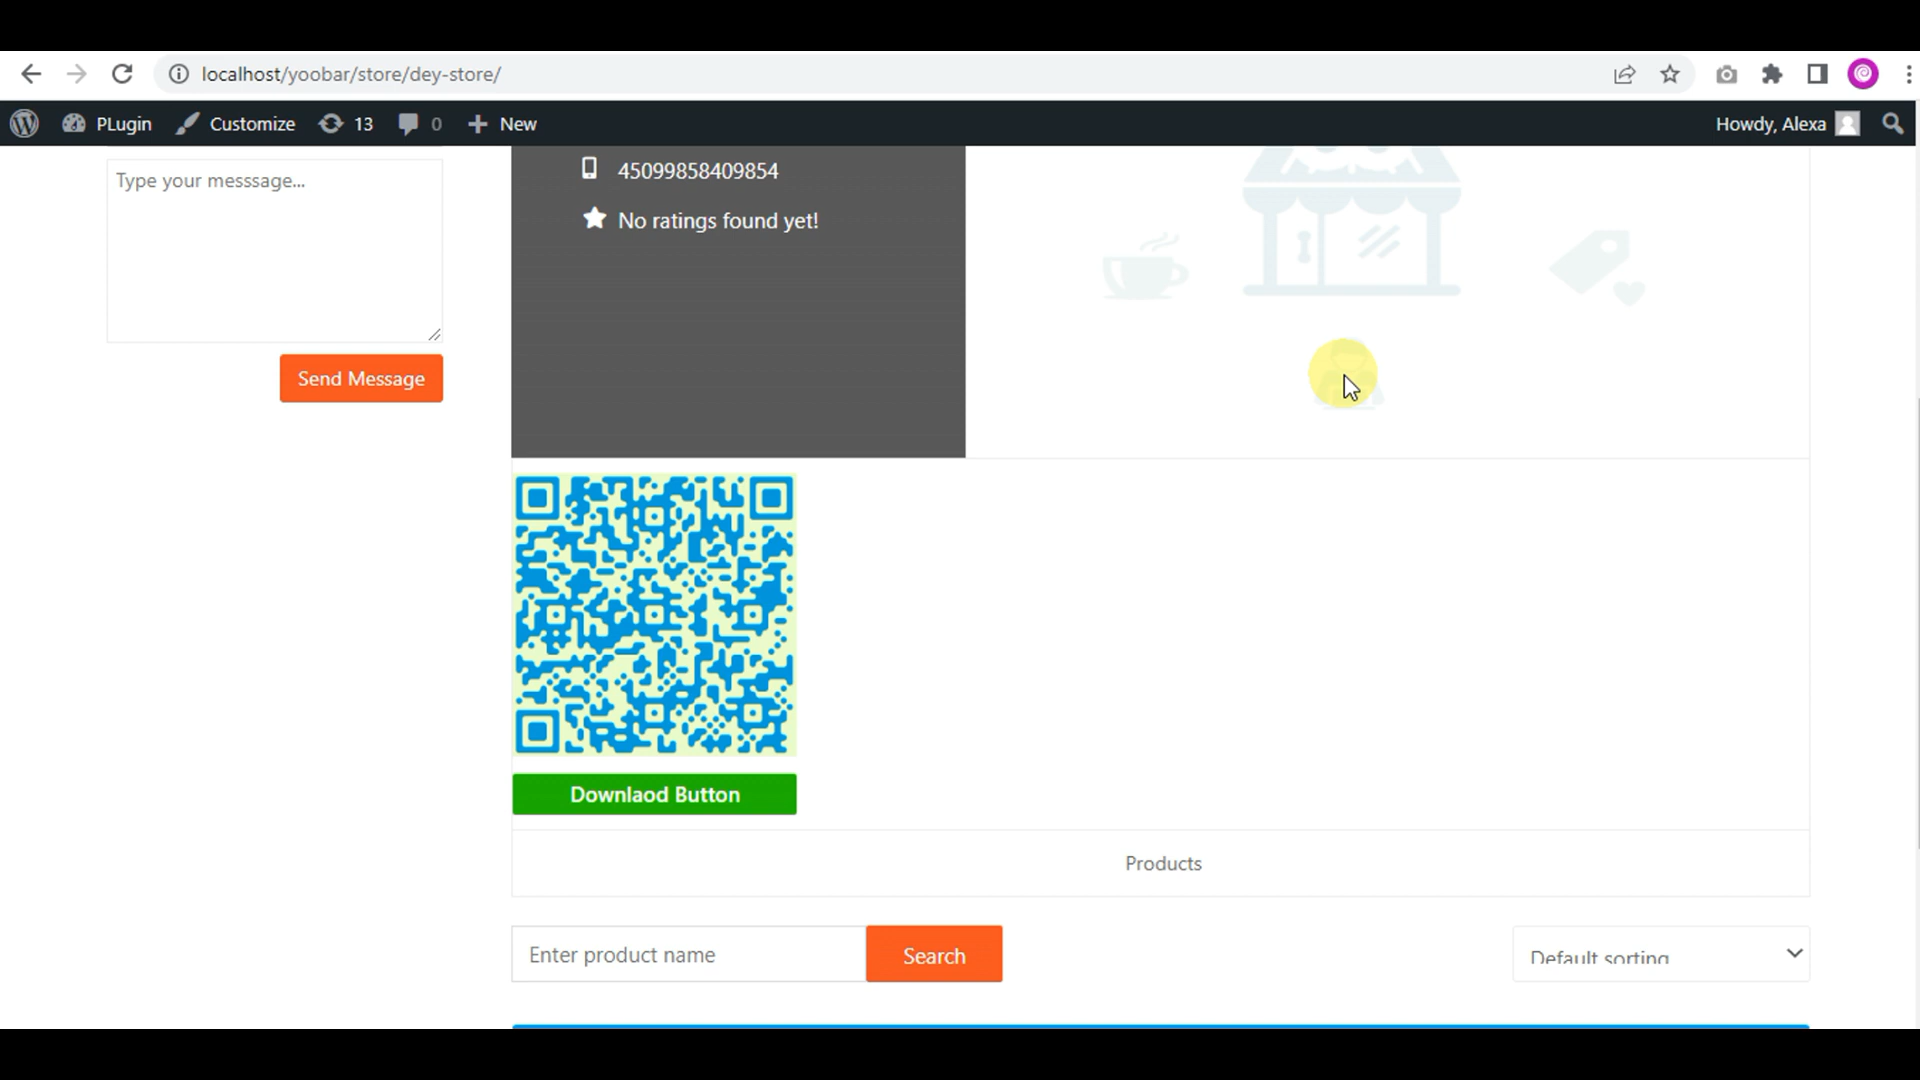 localhost/yoobar/store/dey-store/
PLugin Customize 13 0 New Howdy, Alexa
Type your messsage...
Send Message
45099858409854
No ratings found yet!
Downlaod Button
Products
Enter product name Search Default sorting